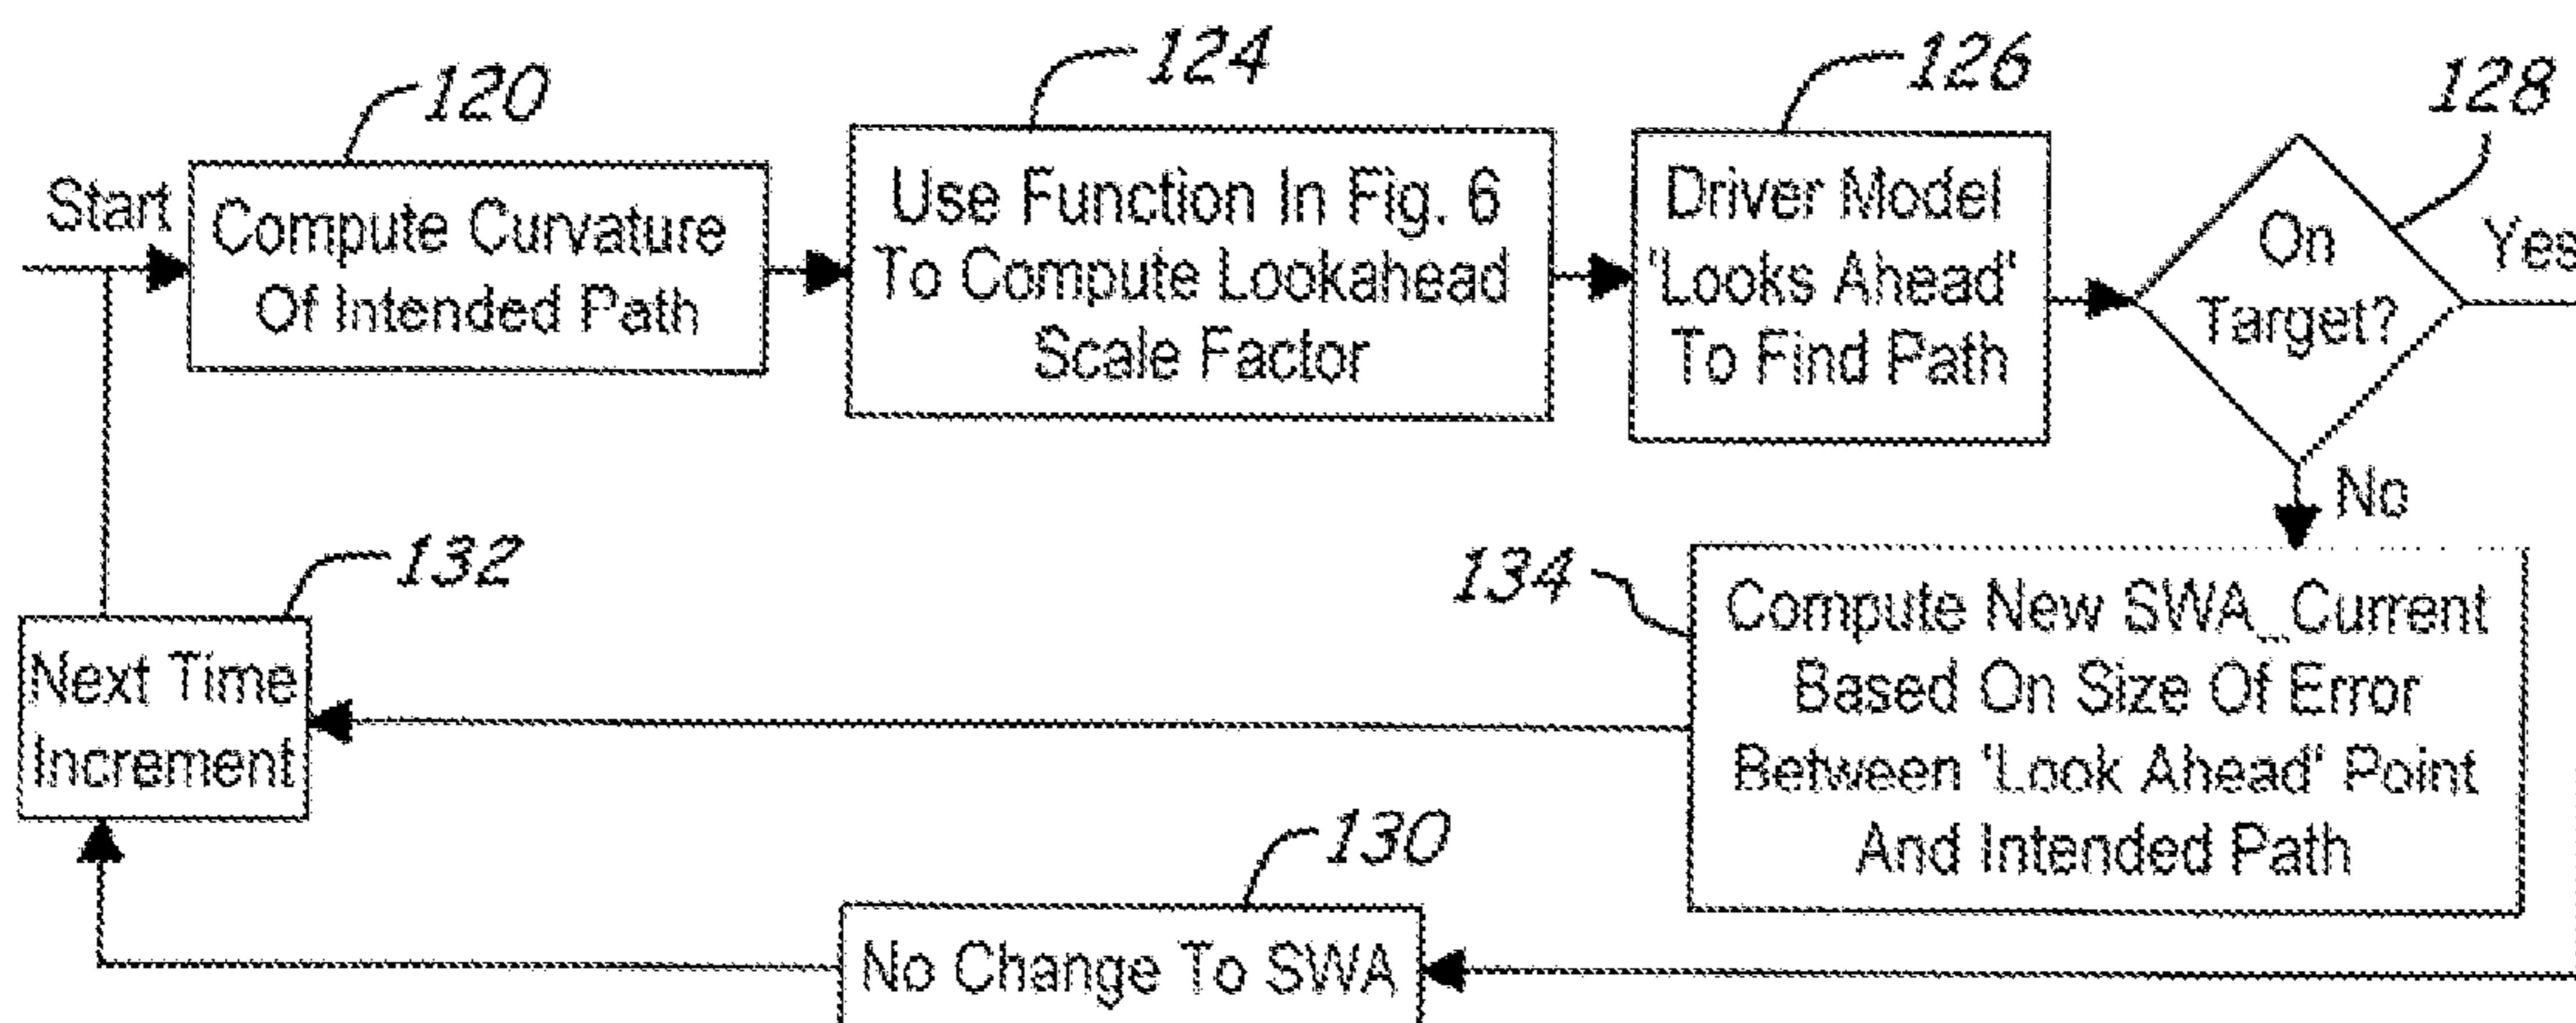 120
124
126
128
Start
Compute Curvature
Of Intended Path
Use Function In Fig. 6
To Compute Lookahead
Scale Factor
Driver Model
'Looks Ahead'
To Find Path
On
Target?
Yes
No
132
Next Time
Increment
134
Compute New SWA_Current
Based On Size Of Error
Between 'Look Ahead' Point
And Intended Path
130
No Change To SWA